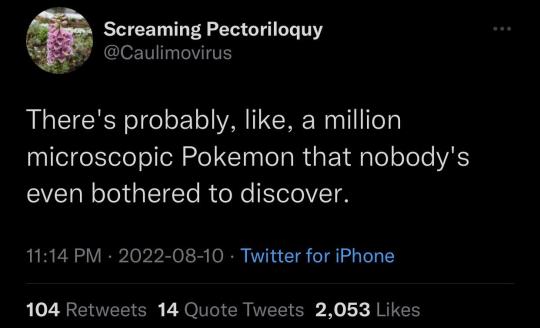 Screaming Pectoriloquy
@Caulimovirus
There's probably, like, a million
microscopic Pokemon that nobody's
even bothered to discover.
11:14 PM · 2022-08-10 · Twitter for iPhone
104 Retweets 14 Quote Tweets 2,053 Likes